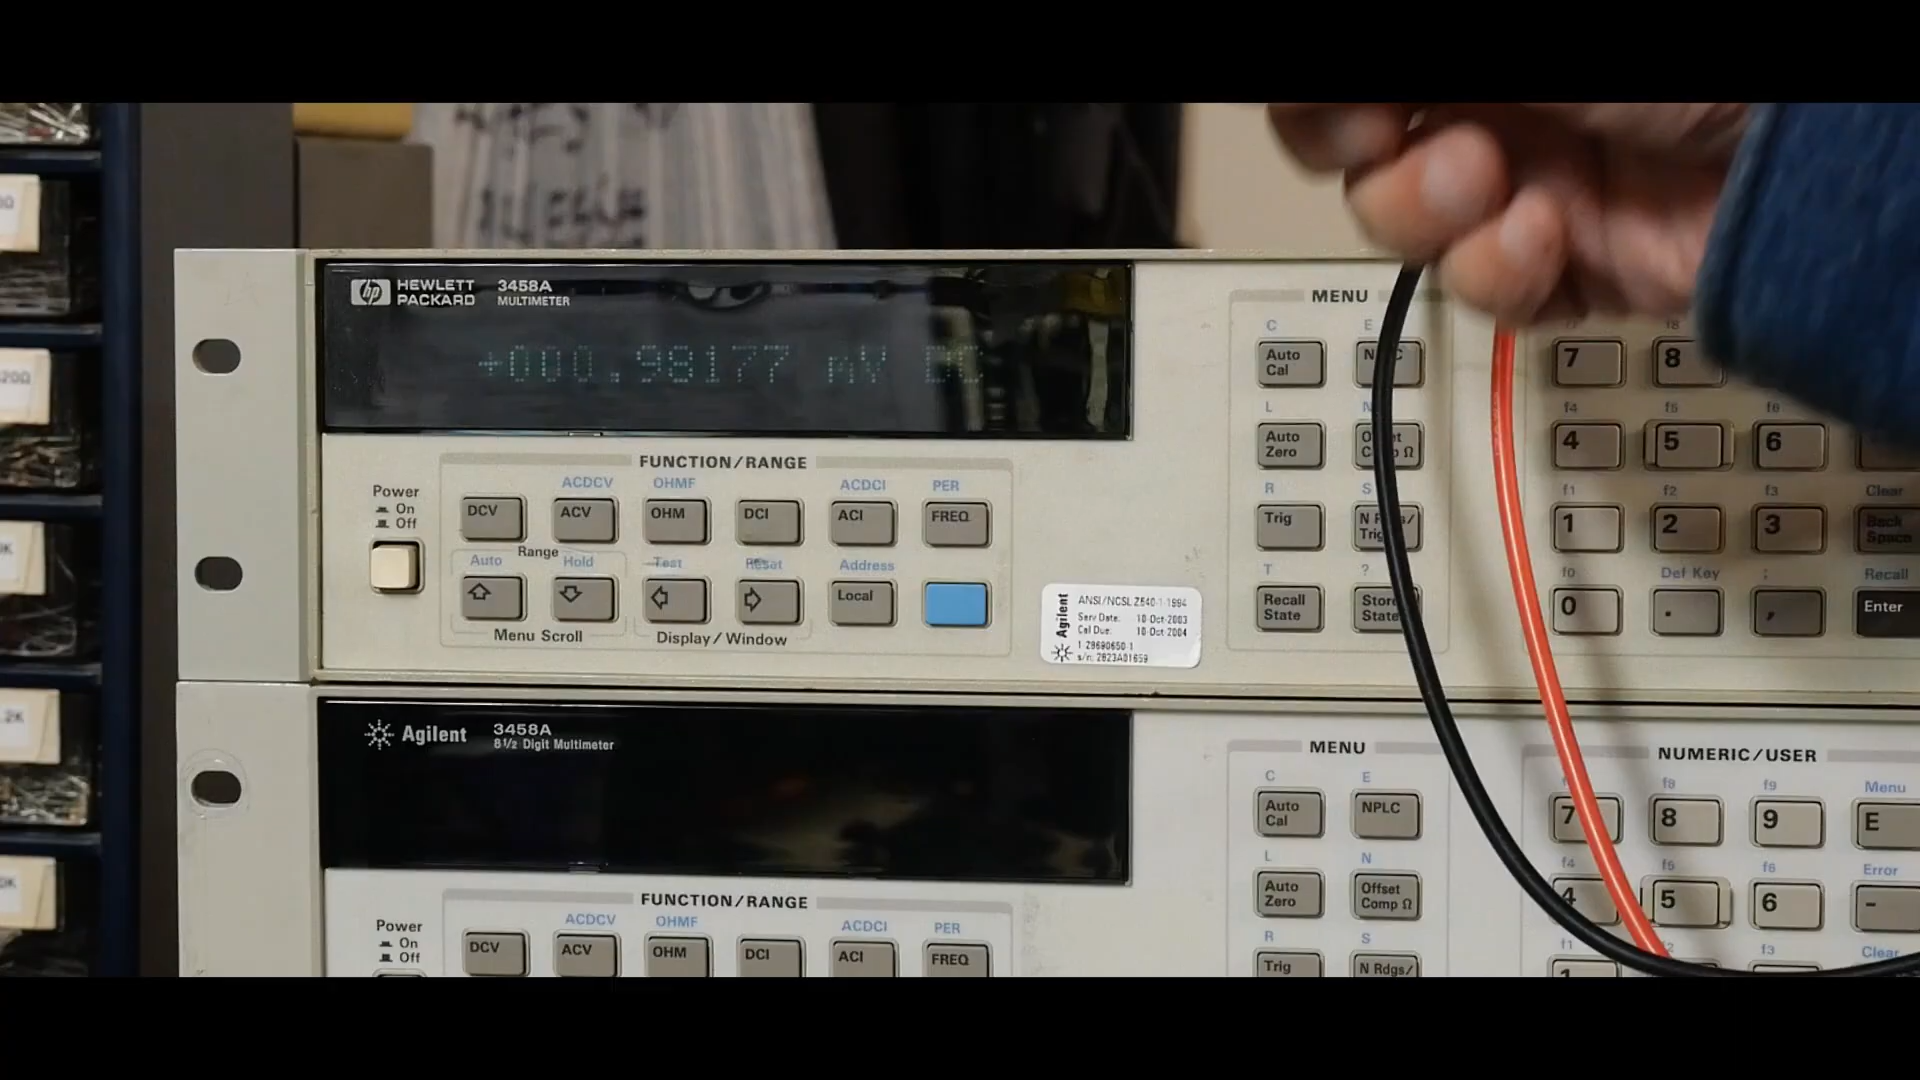 hp HEWLETT PACKARD
3458A
MULTIMETER
+000.98177 mV DC
Power
On
Off
FUNCTION/RANGE
ACDCV OHMF ACDCI PER
DCV ACV OHM DCI ACI FREQ
Range
Auto Hold Test Reset Address
Local
Menu Scroll Display/Window
Agilent
ANSI/NCSL Z540-1-1994
Serv Date: 10-Oct-2003
Cal Due: 10-Oct-2004
s/n: 2823A01659
MENU
C E
Auto Cal
L
Auto Zero
R S
Trig
T ?
Recall State
7 8
f4 f5 f6
4 5 6
f1 f2 f3 Clear
1 2 3 Back Space
f0 Def Key ; Recall
0 . , Enter
Agilent
3458A
8½ Digit Multimeter
Power
On
Off
FUNCTION/RANGE
ACDCV OHMF ACDCI PER
DCV ACV OHM DCI ACI FREQ
MENU
C E
Auto Cal NPLC
L N
Auto Zero Offset Comp Ω
R S
Trig N Rdgs/
NUMERIC/USER
f8 f9 Menu
7 8 9 E
f4 f5 f6 Error
4 5 6 -
f1 f3 Clear
20Ω